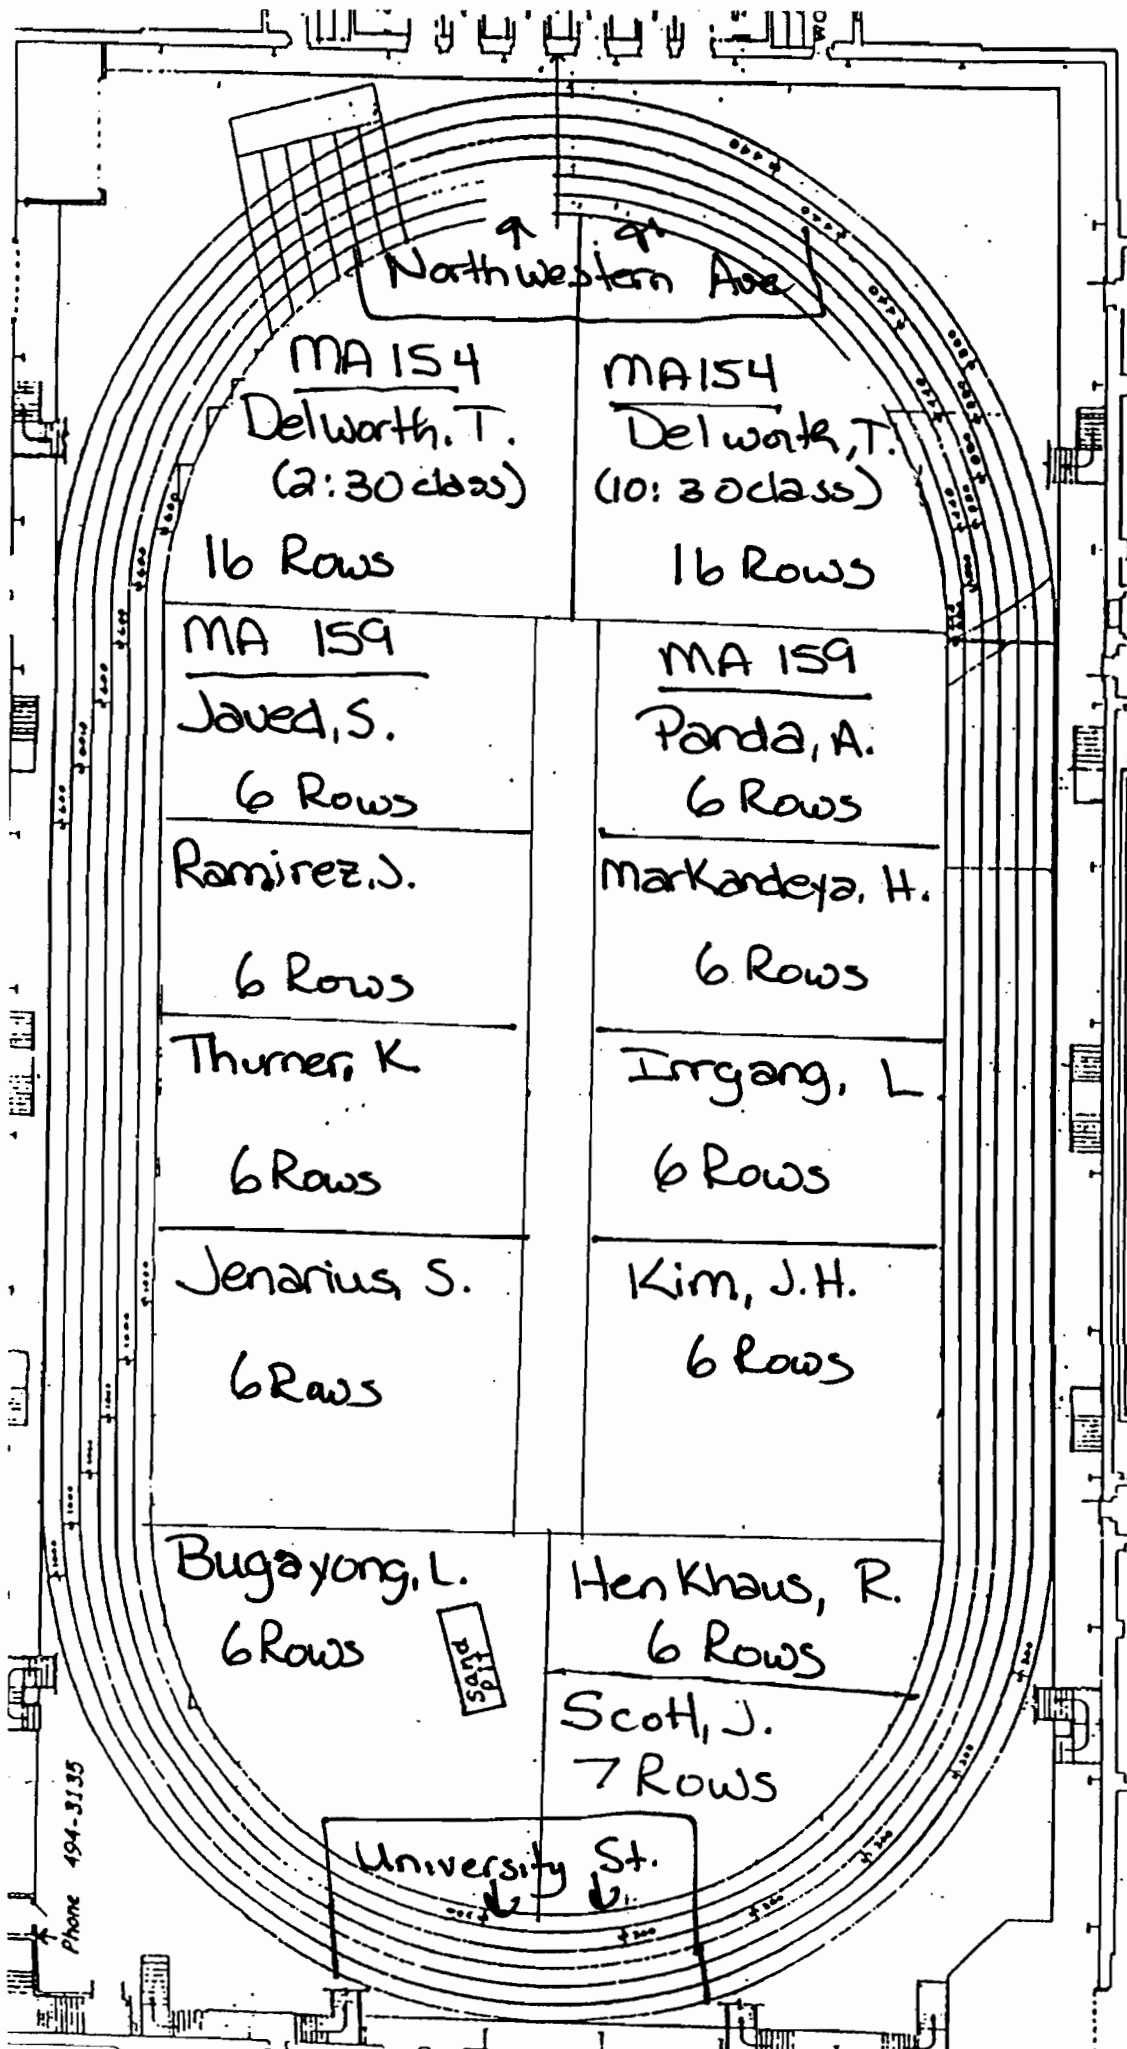 Northwestern Ave
MA 154
Delworth, T.
(2:30 class)
16 Rows
MA 154
Delworth, T.
(10:30 class)
16 Rows
MA 159
Javed, S.
6 Rows
MA 159
Panda, A.
6 Rows
Ramirez, J.
6 Rows
Markandeya, H.
6 Rows
Thurner, K
6 Rows
Irrgang, L
6 Rows
Jenarius, S.
6 Rows
Kim, J.H.
6 Rows
Bugayong, L.
6 Rows
Sand
Pit
Henkhaus, R.
6 Rows
Scott, J.
7 Rows
University St.
Phone 494-3135